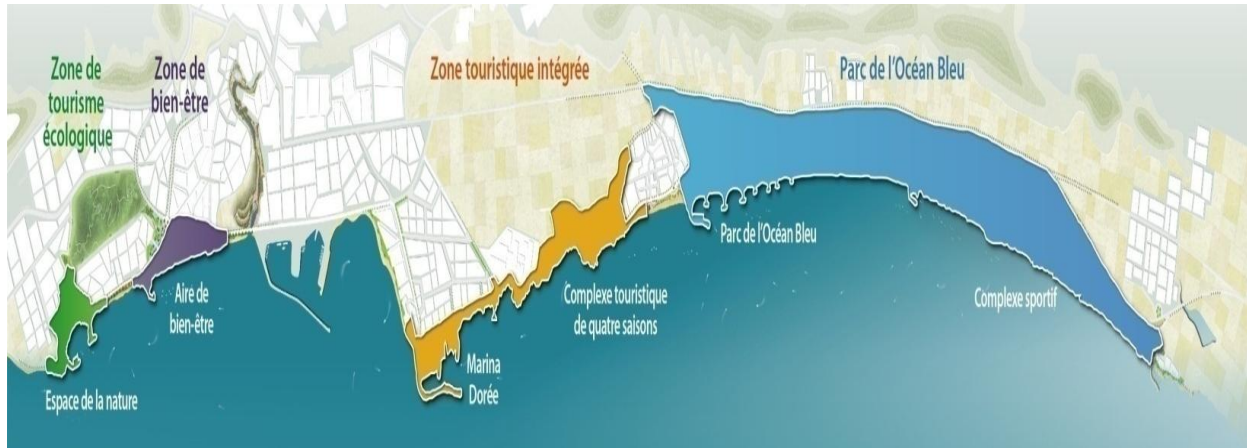 Zone de
tourisme
écologique
Zone de
bien-être
Zone touristique intégrée
Parc de l'Océan Bleu
Parc de l'Océan Bleu
Aire de
bien-être
Complexe touristique
de quatre saisons
Complexe sportif
Marina
Dorée
Espace de la nature